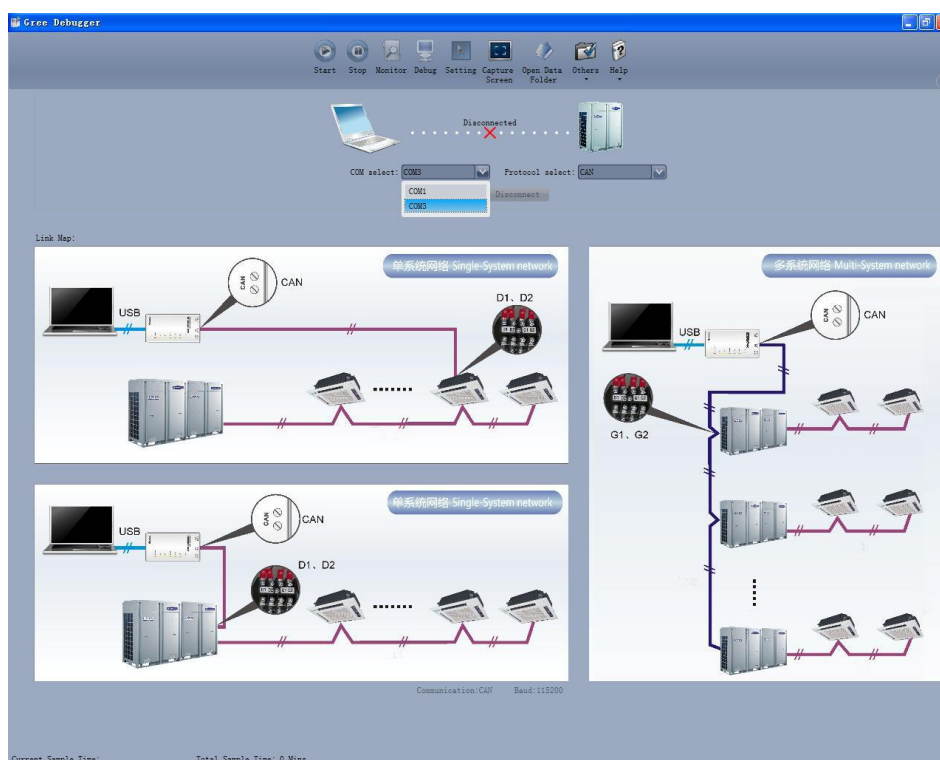 Gree Debugger
Start Stop Monitor Debug Setting Capture Screen Open Data Folder Others Help
Disconnected
COM select: COM3 Protocol select: CAN
COM1
COM3
Disconnect
Link Map:
单系统网络 Single-System network
CAN
CAN
USB
D1、D2
多系统网络 Multi-System network
CAN
CAN
USB
G1、G2
单系统网络 Single-System network
CAN
CAN
USB
D1、D2
Communication:CAN Baud:115200
Current Sample Time: Total Sample Time: 0 Mins